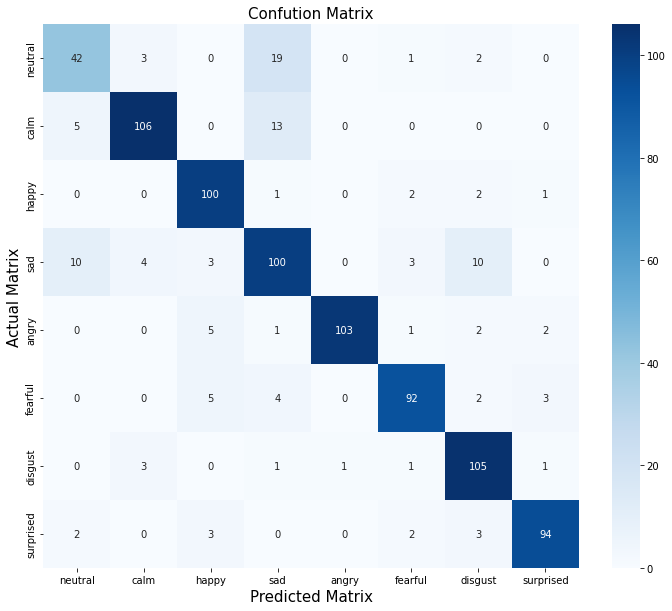 Confution Matrix
neutral 42 3 0 19 0 1 2 0
calm 5 106 0 13 0 0 0 0
happy 0 0 100 1 0 2 2 1
sad 10 4 3 100 0 3 10 0
angry 0 0 5 1 103 1 2 2
fearful 0 0 5 4 0 92 2 3
disgust 0 3 0 1 1 1 105 1
surprised 2 0 3 0 0 2 3 94
neutral calm happy sad angry fearful disgust surprised
Predicted Matrix
Actual Matrix
100
80
60
40
20
0